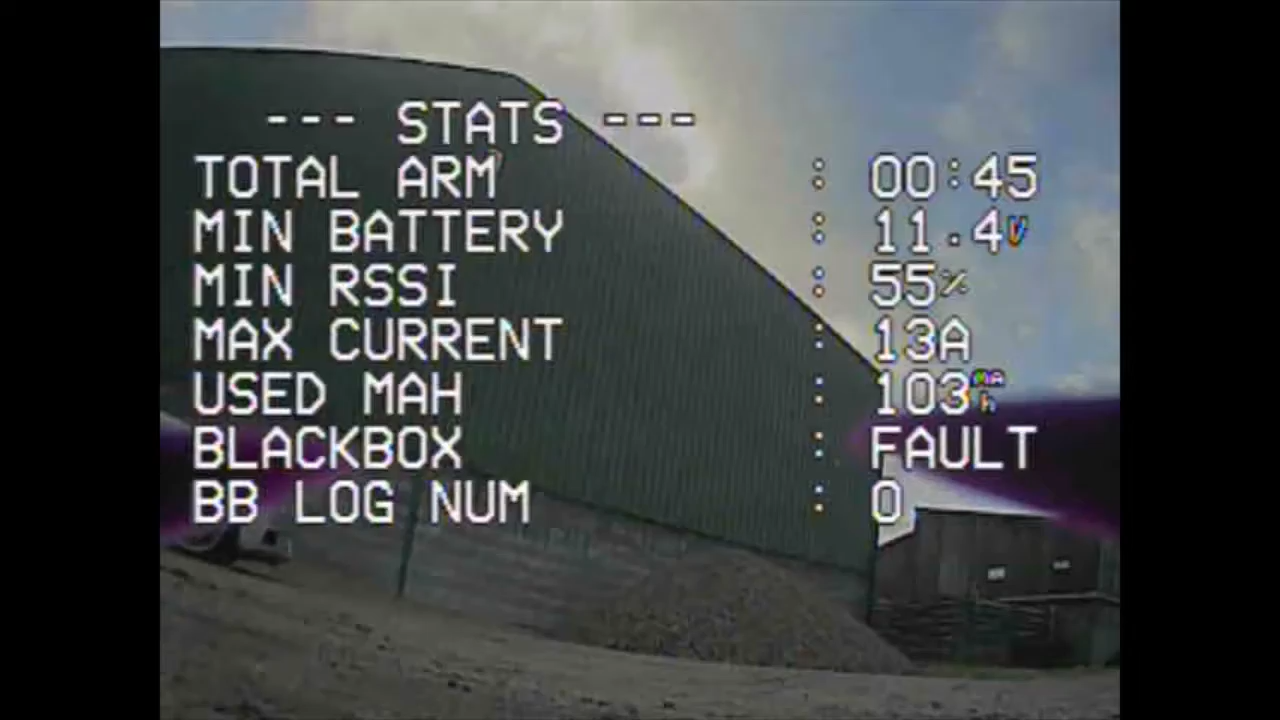 --- STATS ---
TOTAL ARM : 00:45
MIN BATTERY : 11.4V
MIN RSSI : 55%
MAX CURRENT : 13A
USED MAH : 103MAh
BLACKBOX : FAULT
BB LOG NUM : 0